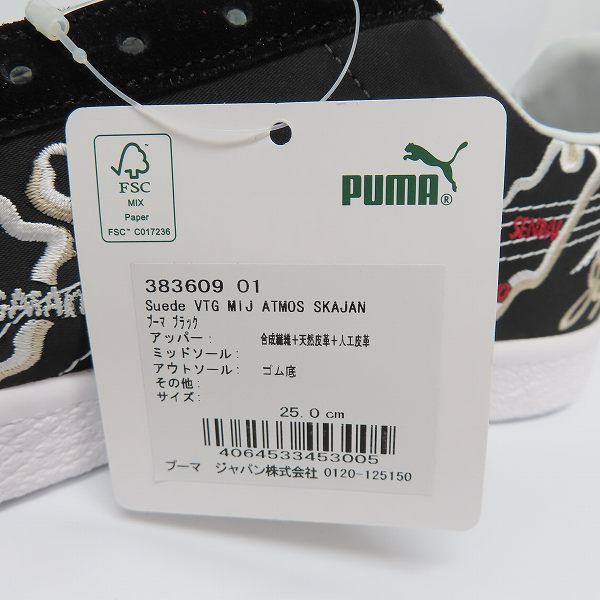 FSC
MIX
Paper
FSC™ C017236
PUMA®
383609 01
Suede VTG MIJ ATMOS SKAJAN
プーマ ブラック
アッパー: 合成繊維+天然皮革+人工皮革
ミッドソール:
アウトソール: ゴム底
その他:
サイズ:
25.0cm
4064533453005
プーマ ジャパン株式会社 0120-125150
SENDAI